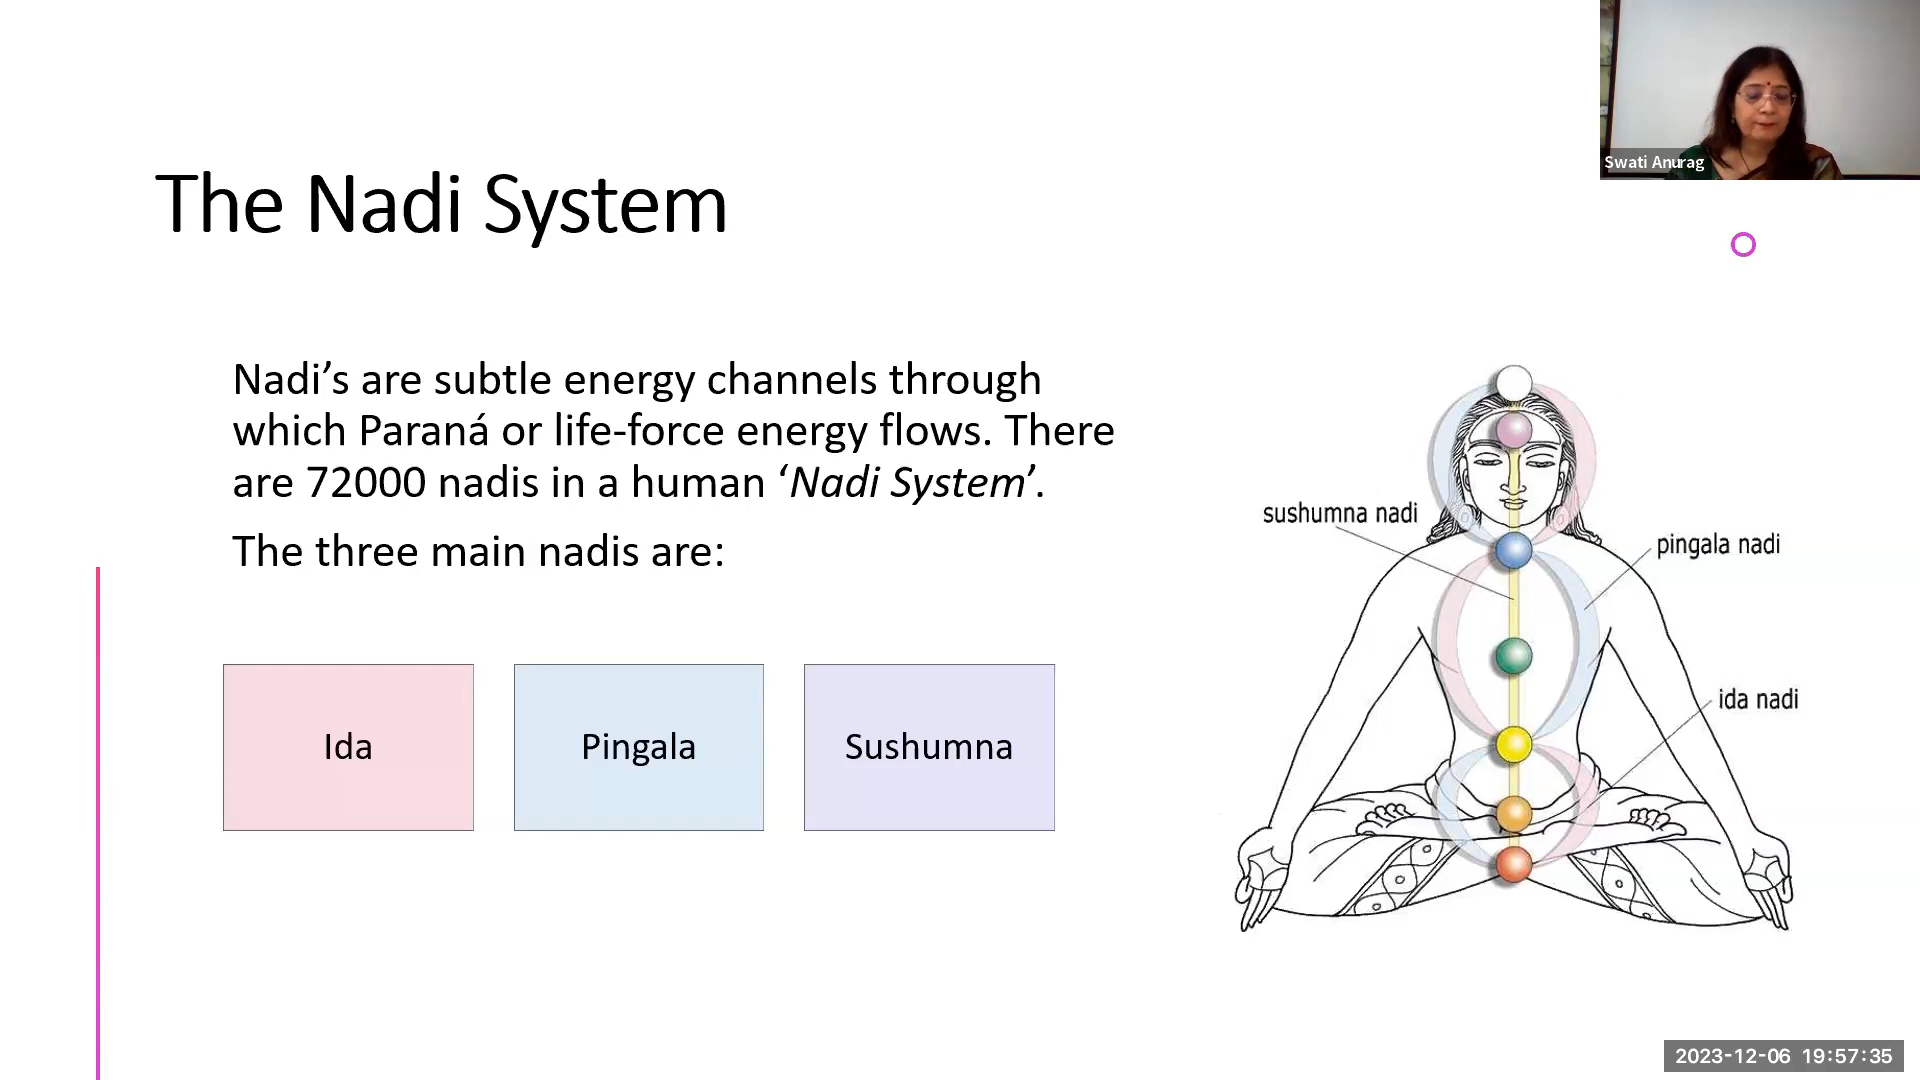 Swati Anurag
The Nadi System
Nadi’s are subtle energy channels through
which Paraná or life-force energy flows. There
are 72000 nadis in a human ‘Nadi System’.
The three main nadis are:
Ida
Pingala
Sushumna
sushumna nadi
pingala nadi
ida nadi
2023-12-06 19:57:35